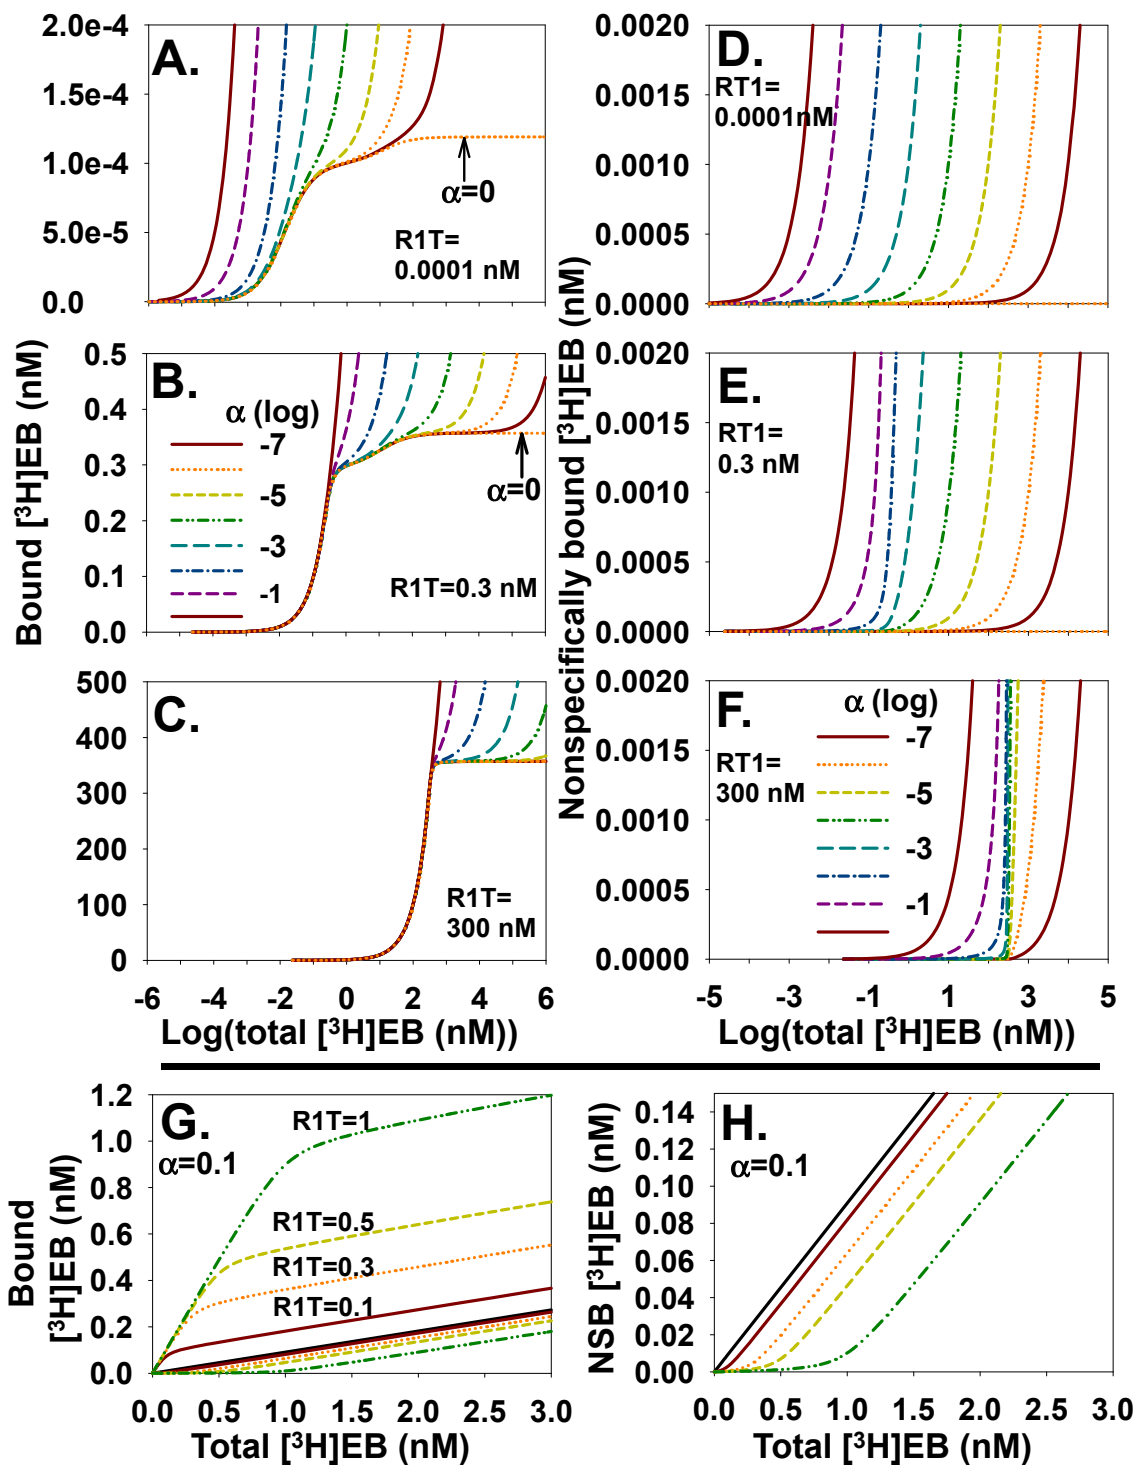 A.
2.0e-4
1.5e-4
1.0e-4
5.0e-5
0.0
α=0
R1T=
0.0001 nM
D.
RT1=
0.0001nM
0.0020
0.0015
0.0010
0.0005
0.0000
B.
0.5
0.4
0.3
0.2
0.1
0.0
α (log)
-7
-5
-3
-1
α=0
R1T=0.3 nM
E.
RT1=
0.3 nM
0.0020
0.0015
0.0010
0.0005
0.0000
Bound [³H]EB (nM)
Nonspecifically bound [³H]EB (nM)
C.
500
400
300
200
100
0
R1T=
300 nM
-6 -4 -2 0 2 4 6
Log(total [³H]EB (nM))
F.
RT1=
300 nM
α (log)
-7
-5
-3
-1
0.0020
0.0015
0.0010
0.0005
0.0000
-5 -3 -1 1 3 5
Log(total [³H]EB (nM))
G.
α=0.1
R1T=1
R1T=0.5
R1T=0.3
R1T=0.1
1.2
1.0
0.8
0.6
0.4
0.2
0.0
Bound
[³H]EB (nM)
0.0 0.5 1.0 1.5 2.0 2.5 3.0
Total [³H]EB (nM)
H.
α=0.1
0.14
0.12
0.10
0.08
0.06
0.04
0.02
0.00
NSB [³H]EB (nM)
0.0 0.5 1.0 1.5 2.0 2.5 3.0
Total [³H]EB (nM)